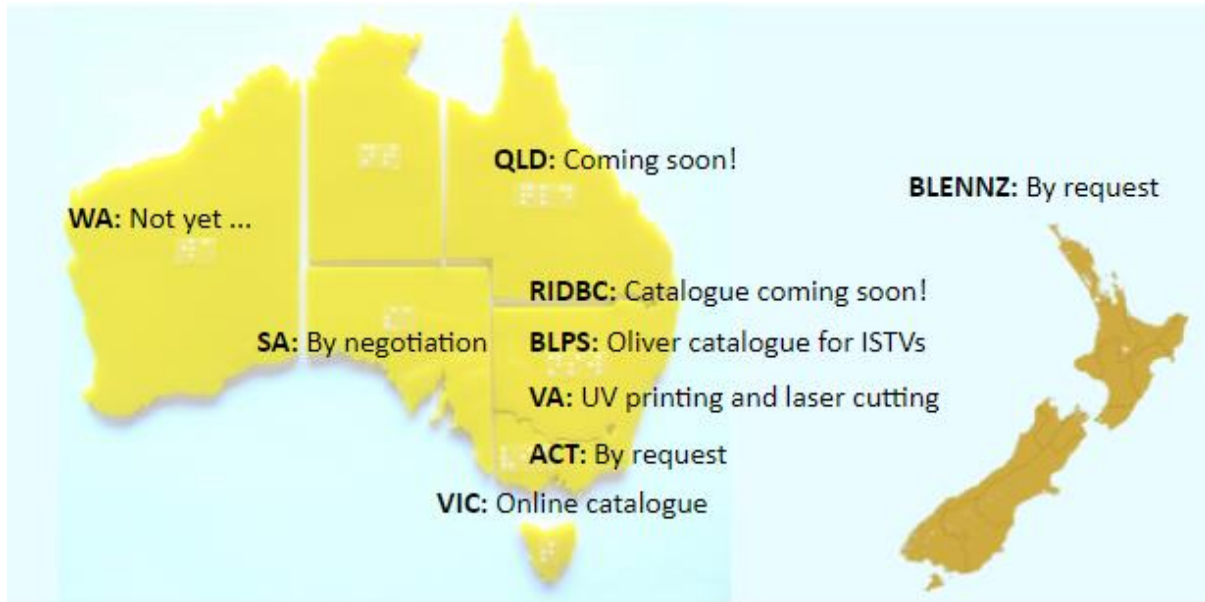 QLD: Coming soon!
BLENNZ: By request
WA: Not yet ...
RIDBC: Catalogue coming soon!
SA: By negotiation
BLPS: Oliver catalogue for ISTVs
VA: UV printing and laser cutting
ACT: By request
VIC: Online catalogue